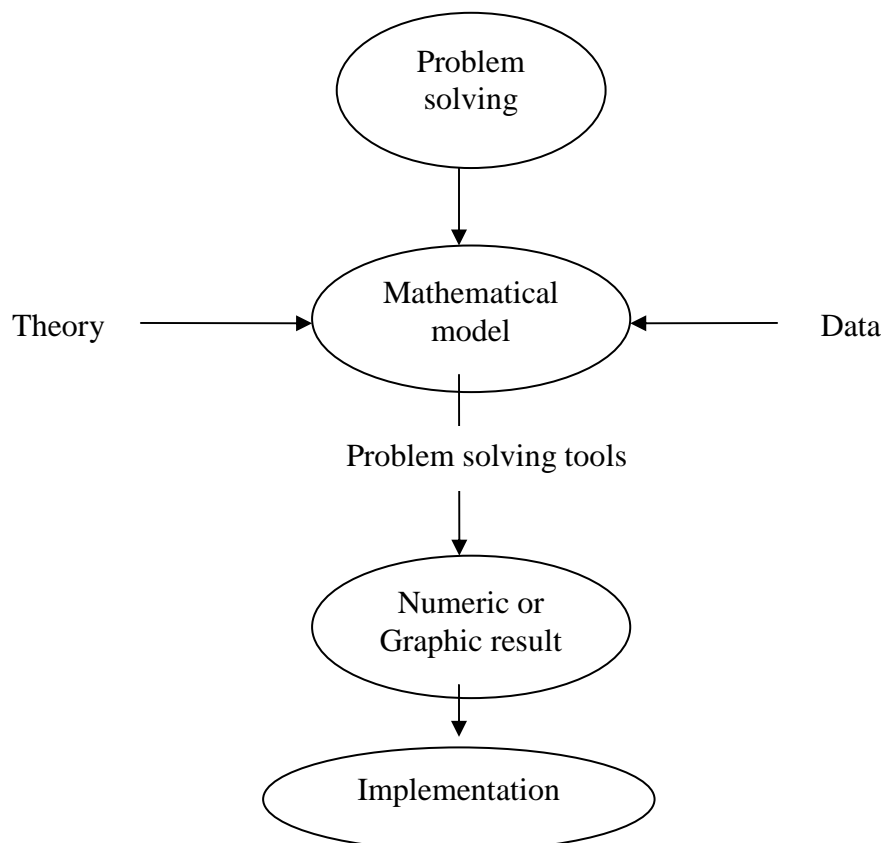 Problem
solving
Mathematical
model
Theory
Data
Problem solving tools
Numeric or
Graphic result
Implementation